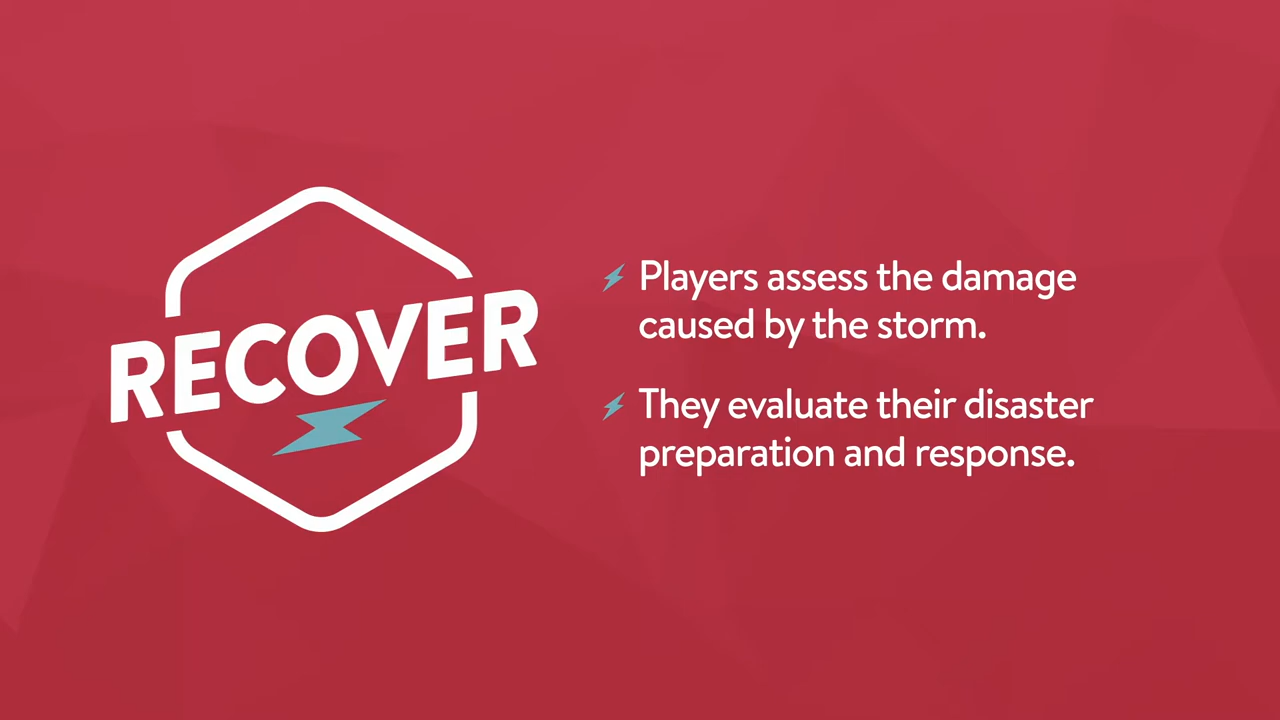 RECOVER
Players assess the damage
caused by the storm.
They evaluate their disaster
preparation and response.